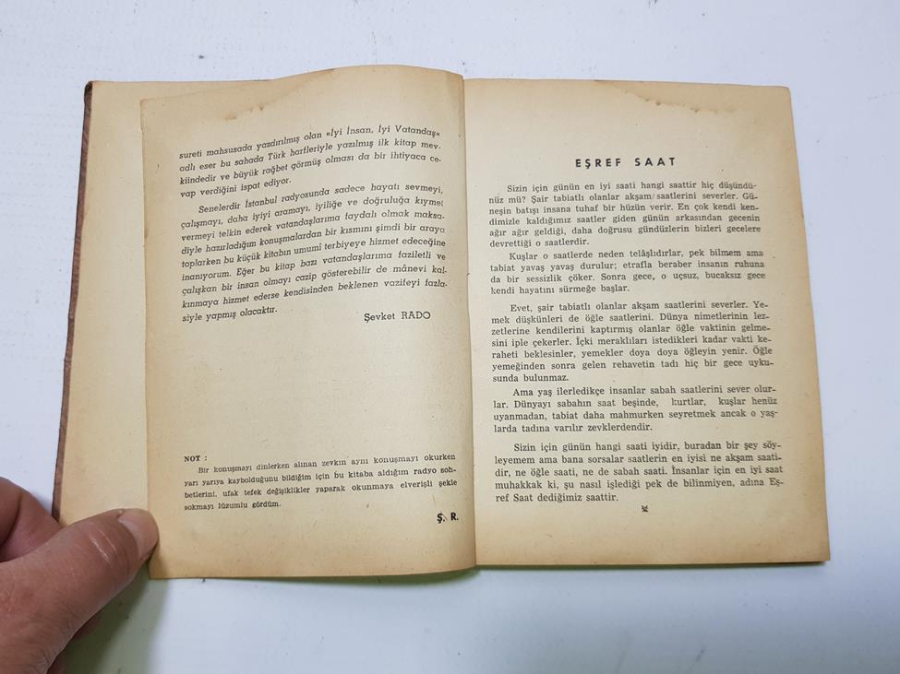 sureti mahsusada yazdırılmış olan «İyi İnsan, İyi Vatandaş»
adlı eser bu sahada Türk harfleriyle yazılmış ilk kitap mev-
kiindedir ve büyük rağbet görmüş olması da bir ihtiyaca ce-
vap verdiğini ispat ediyor.
Senelerdir İstanbul radyosunda sadece hayatı sevmeyi,
çalışmayı, daha iyiyi aramayı, iyiliğe ve doğruluğa kıymet
vermeyi telkin ederek vatandaşlarıma faydalı olmak maksa-
diyle hazırladığım konuşmalardan bir kısmını şimdi bir araya
toplarken bu küçük kitabın umumî terbiyeye hizmet edeceğine
inanıyorum. Eğer bu kitap bazı vatandaşlarıma faziletli ve
çalışkan bir insan olmayı cazip gösterebilir de mânevi kal-
kınmaya hizmet ederse kendisinden beklenen vazifeyi fazla-
siyle yapmış olacaktır.
Şevket RADO
NOT :
Bir konuşmayı dinlerken alınan zevkin aynı konuşmayı okurken
yarı yarıya kaybolduğunu bildiğim için bu kitaba aldığım radyo soh-
betlerini, ufak tefek değişiklikler yaparak okunmaya elverişli şekle
sokmayı lüzumlu gördüm.
Ş. R.
EŞREF SAAT
Sizin için günün en iyi saati hangi saattir hiç düşündü-
nüz mü? Şair tabiatlı olanlar akşam saatlerini severler. Gü-
neşin batışı insana tuhaf bir hüzün verir. En çok kendi ken-
dimizle kaldığımız saatler giden günün arkasından gecenin
ağır ağır geldiği, daha doğrusu gündüzlerin bizleri gecelere
devrettiği o saatlerdir.
Kuşlar o saatlerde neden telâşlıdırlar, pek bilmem ama
tabiat yavaş yavaş durulur; etrafla beraber insanın ruhuna
da bir sessizlik çöker. Sonra gece, o uçsuz, bucaksız gece
kendi hayatını sürmeğe başlar.
Evet, şair tabiatlı olanlar akşam saatlerini severler. Ye-
mek düşkünleri de öğle saatlerini. Dünya nimetlerinin lez-
zetlerine kendilerini kaptırmış olanlar öğle vaktinin gelme-
sini iple çekerler. İçki meraklıları istedikleri kadar vakti ke-
raheti beklesinler, yemekler doya doya öğleyin yenir. Öğle
yemeğinden sonra gelen rehavetin tadı hiç bir gece uyku-
sunda bulunmaz.
Ama yaş ilerledikçe insanlar sabah saatlerini sever olur-
lar. Dünyayı sabahın saat beşinde, kurtlar, kuşlar henüz
uyanmadan, tabiat daha mahmurken seyretmek ancak o yaş-
larda tadına varılır zevklerdendir.
Sizin için günün hangi saati iyidir, buradan bir şey söy-
leyemem ama bana sorsalar saatlerin en iyisi ne akşam saati-
dir, ne öğle saati, ne de sabah saati. İnsanlar için en iyi saat
muhakkak ki, şu nasıl işlediği pek de bilinmiyen, adına Eş-
ref Saat dediğimiz saattir.